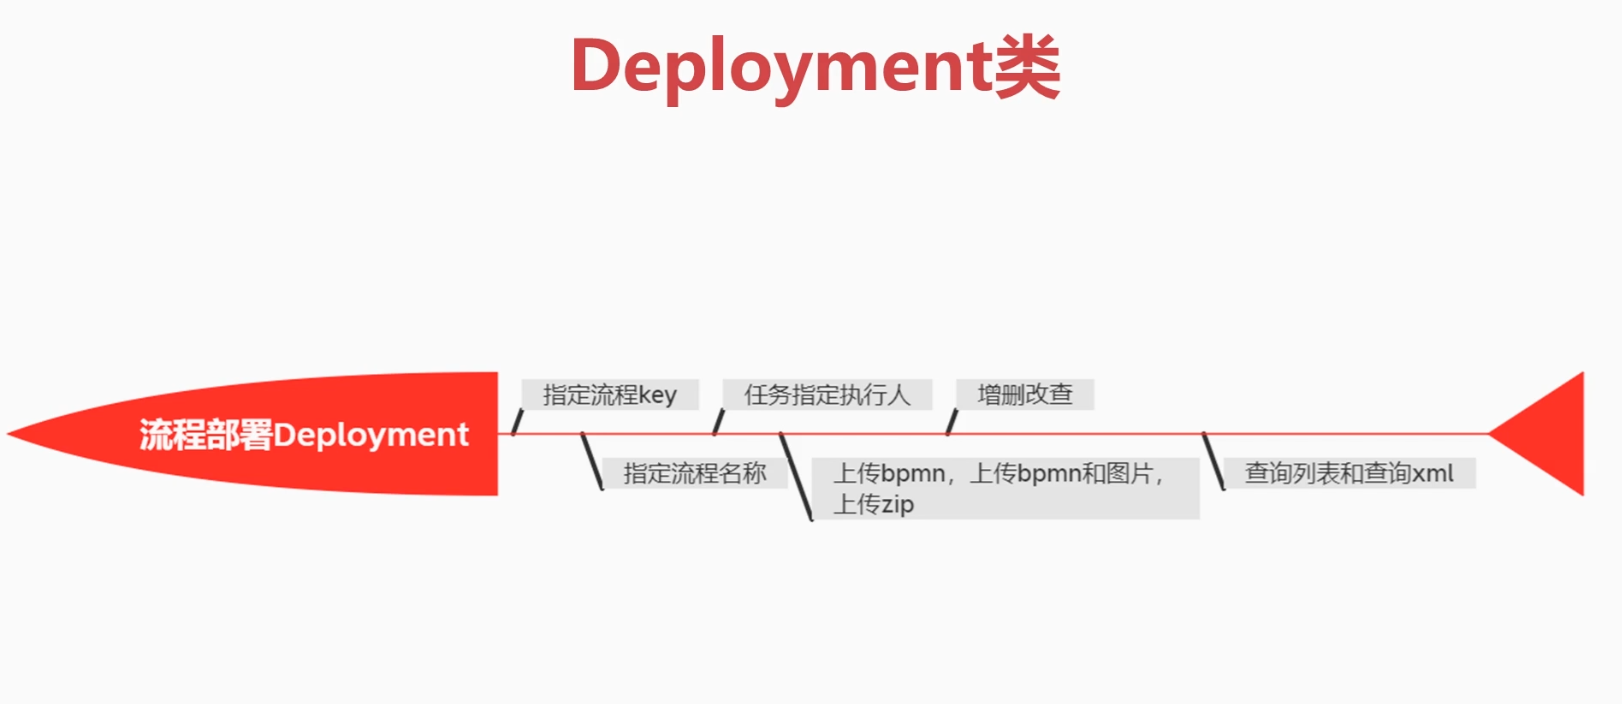 Deployment类
流程部署Deployment
指定流程key
任务指定执行人
增删改查
指定流程名称
上传bpmn，上传bpmn和图片，
上传zip
查询列表和查询xml